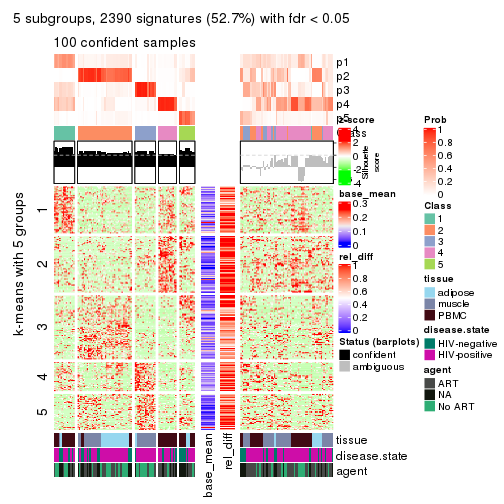 5 subgroups, 2390 signatures (52.7%) with fdr < 0.05
100 confident samples
p1
p2
p3
p4
p5
Class
Silhouette
score
k-means with 5 groups
1
2
3
4
5
base_mean
rel_diff
tissue
disease.state
agent
z-score
4
2
0
-2
-4
base_mean
0.3
0.2
0.1
0
rel_diff
1
0.8
0.6
0.4
0.2
0
Status (barplots)
confident
ambiguous
Prob
1
0.8
0.6
0.4
0.2
0
Class
1
2
3
4
5
tissue
adipose
muscle
PBMC
disease.state
HIV-negative
HIV-positive
agent
ART
NA
No ART